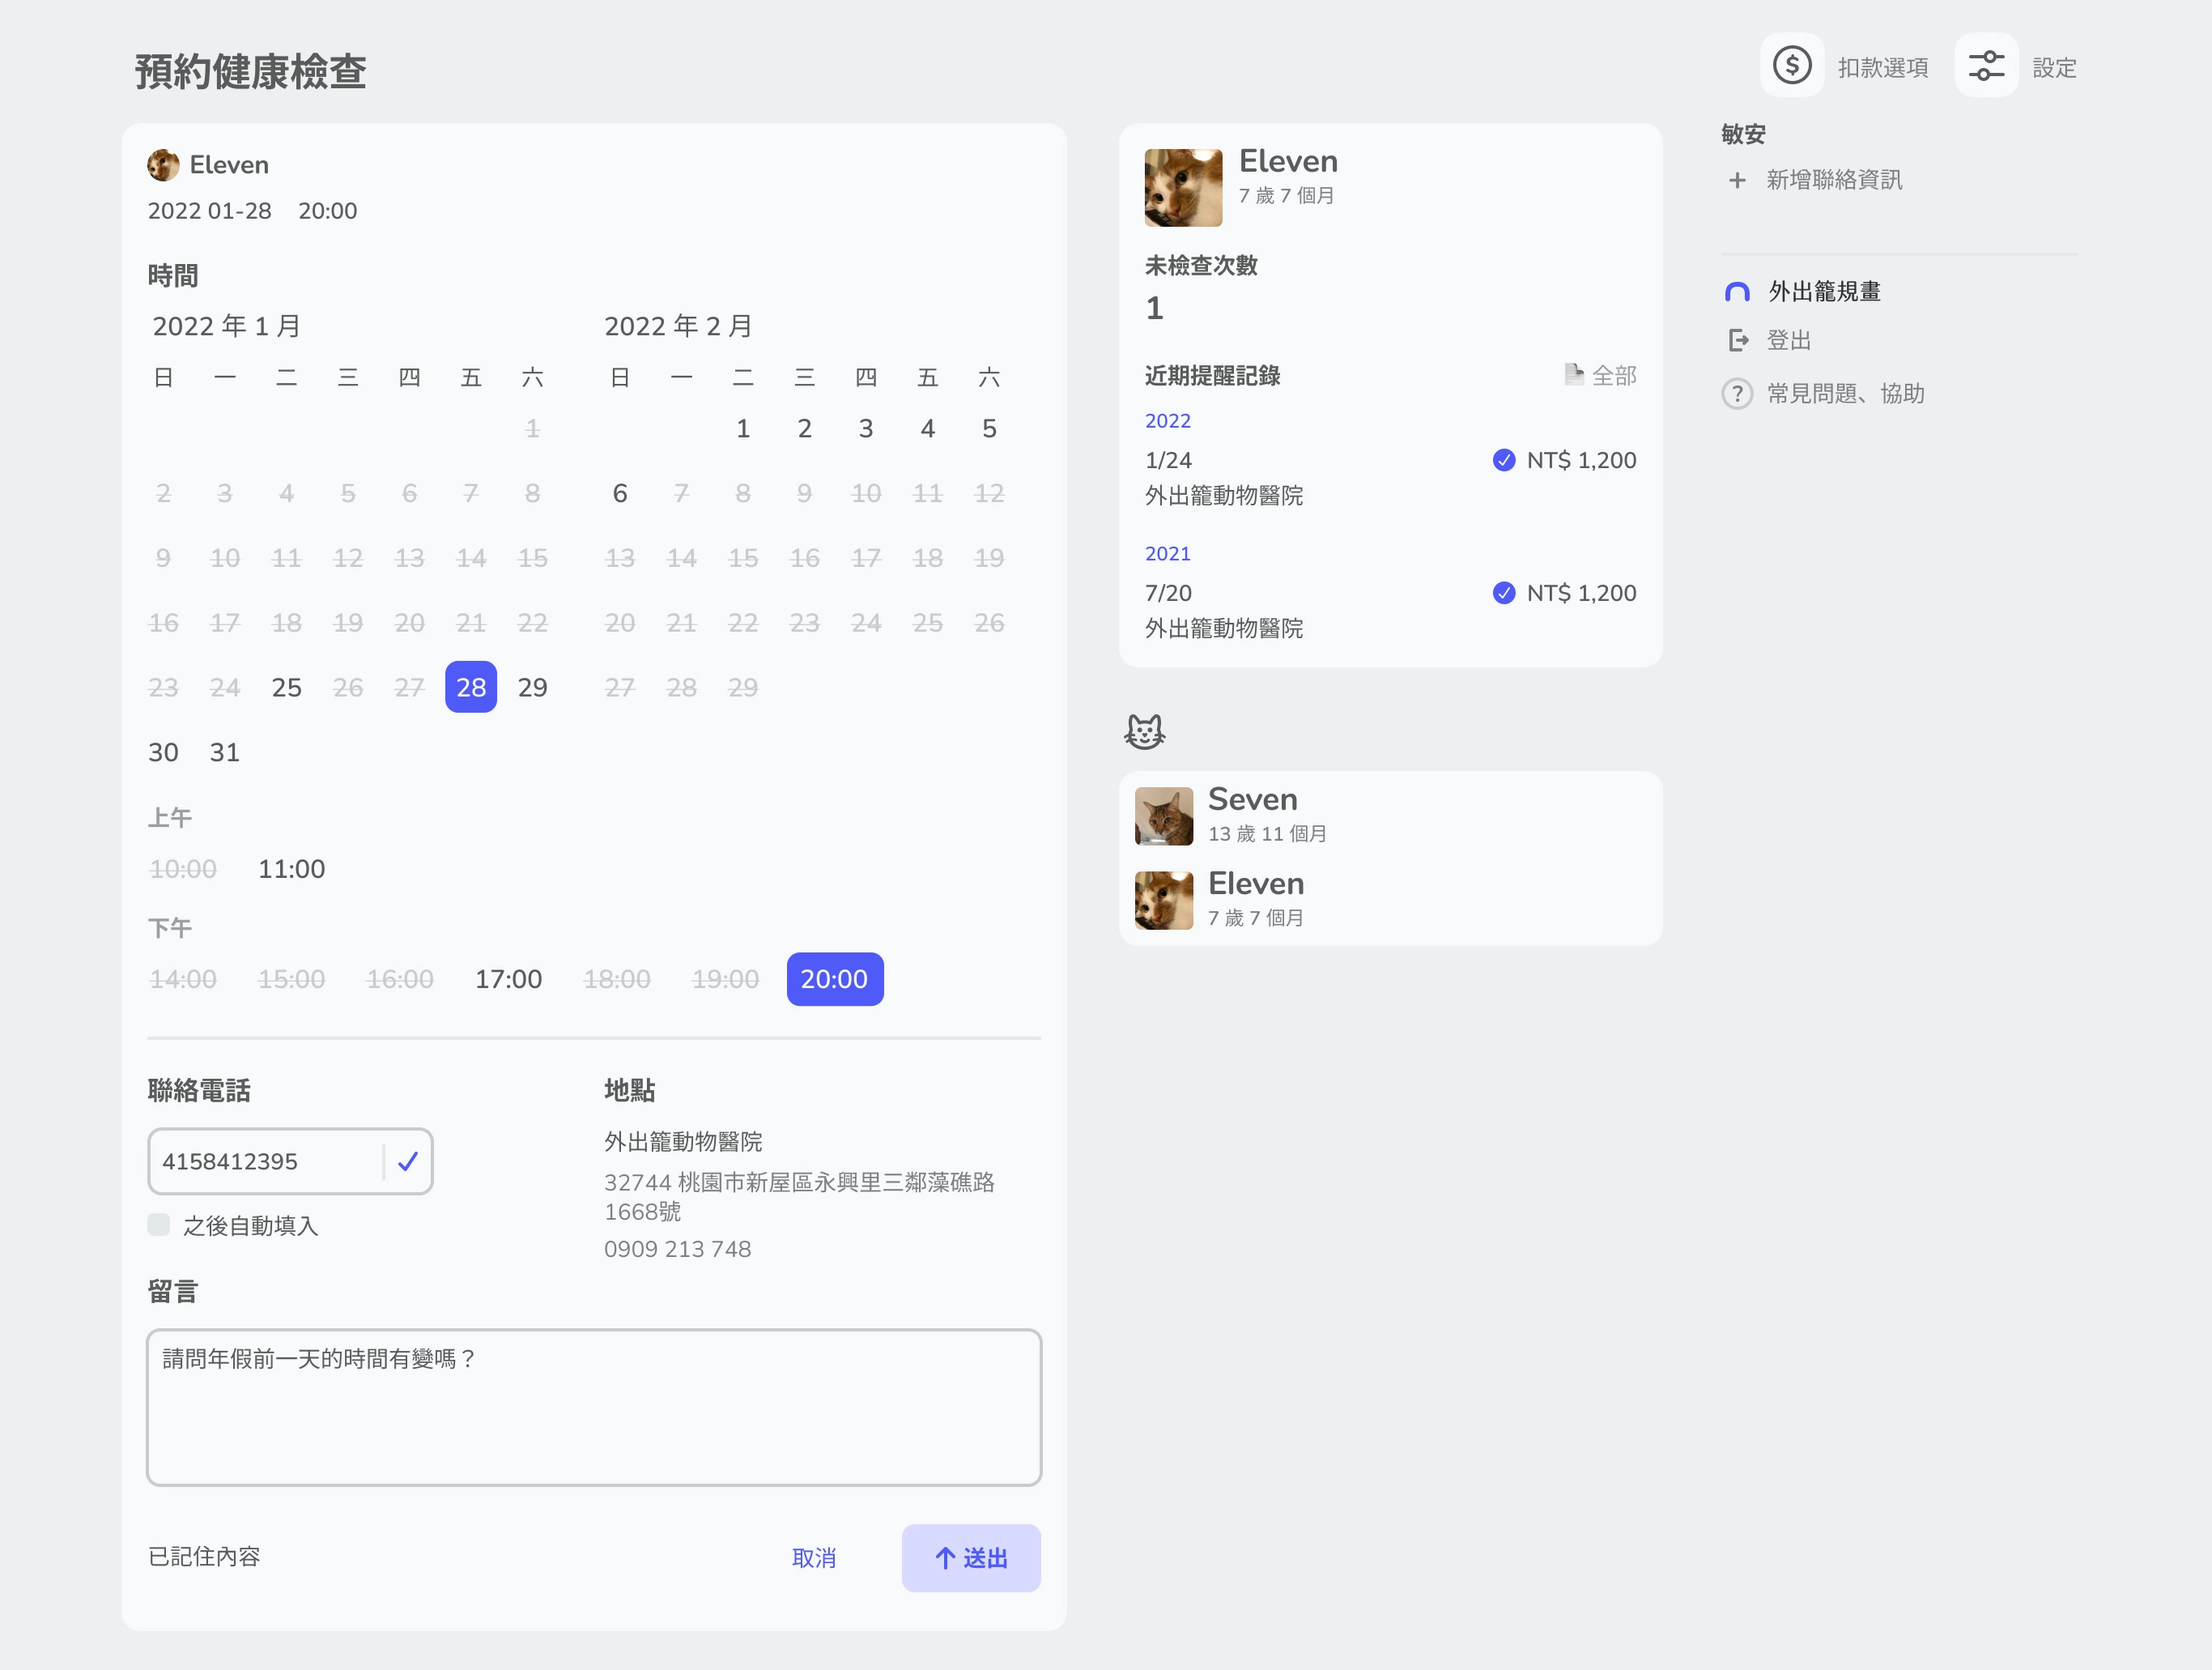 預約健康檢查
扣款選項
設定
Eleven
2022 01-28 20:00
時間
2022 年 1 月
日 一 二 三 四 五 六
1
2 3 4 5 6 7 8
9 10 11 12 13 14 15
16 17 18 19 20 21 22
23 24 25 26 27 28 29
30 31
2022 年 2 月
日 一 二 三 四 五 六
1 2 3 4 5
6 7 8 9 10 11 12
13 14 15 16 17 18 19
20 21 22 23 24 25 26
27 28 29
上午
10:00 11:00
下午
14:00 15:00 16:00 17:00 18:00 19:00 20:00
聯絡電話
4158412395
之後自動填入
地點
外出籠動物醫院
32744 桃園市新屋區永興里三鄰藻礁路
1668號
0909 213 748
留言
請問年假前一天的時間有變嗎？
已記住內容
取消
送出
Eleven
7 歲 7 個月
未檢查次數
1
近期提醒記錄
全部
2022
1/24 NT$ 1,200
外出籠動物醫院
2021
7/20 NT$ 1,200
外出籠動物醫院
Seven
13 歲 11 個月
Eleven
7 歲 7 個月
敏安
+ 新增聯絡資訊
外出籠規畫
登出
? 常見問題、協助